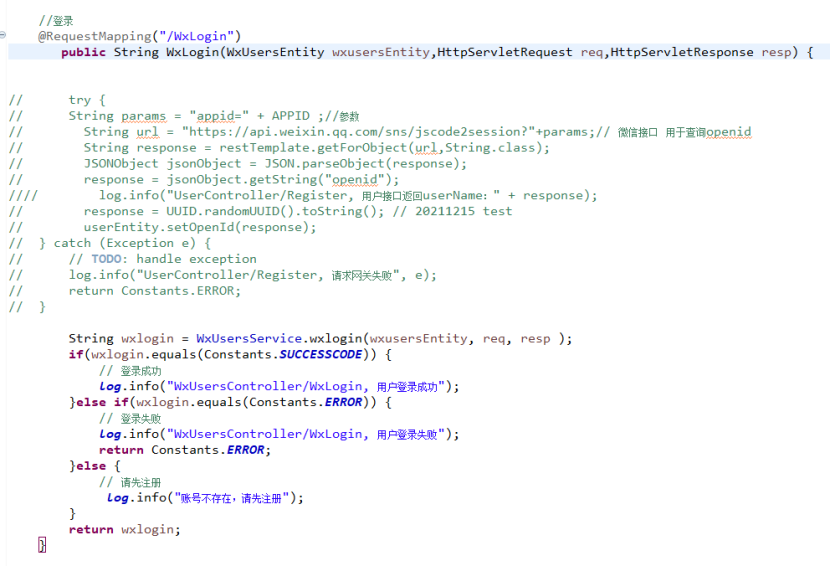 //登录
@RequestMapping("/WxLogin")
public String WxLogin(WxUsersEntity wxusersEntity,HttpServletRequest req,HttpServletResponse resp) {
// try {
// String params = "appid=" + APPID ;//参数
// String url = "https://api.weixin.qq.com/sns/jscode2session?"+params;// 微信接口 用于查询openid
// String response = restTemplate.getForObject(url,String.class);
// JSONObject jsonObject = JSON.parseObject(response);
// response = jsonObject.getString("openid");
//// log.info("UserController/Register, 用户接口返回userName：" + response);
// response = UUID.randomUUID().toString(); // 20211215 test
// userEntity.setOpenId(response);
// } catch (Exception e) {
// // TODO: handle exception
// log.info("UserController/Register, 请求网关失败", e);
// return Constants.ERROR;
// }
String wxlogin = WxUsersService.wxlogin(wxusersEntity, req, resp );
if(wxlogin.equals(Constants.SUCCESSCODE)) {
// 登录成功
log.info("WxUsersController/WxLogin, 用户登录成功");
}else if(wxlogin.equals(Constants.ERROR)) {
// 登录失败
log.info("WxUsersController/WxLogin, 用户登录失败");
return Constants.ERROR;
}else {
// 请先注册
log.info("账号不存在，请先注册");
}
return wxlogin;
}